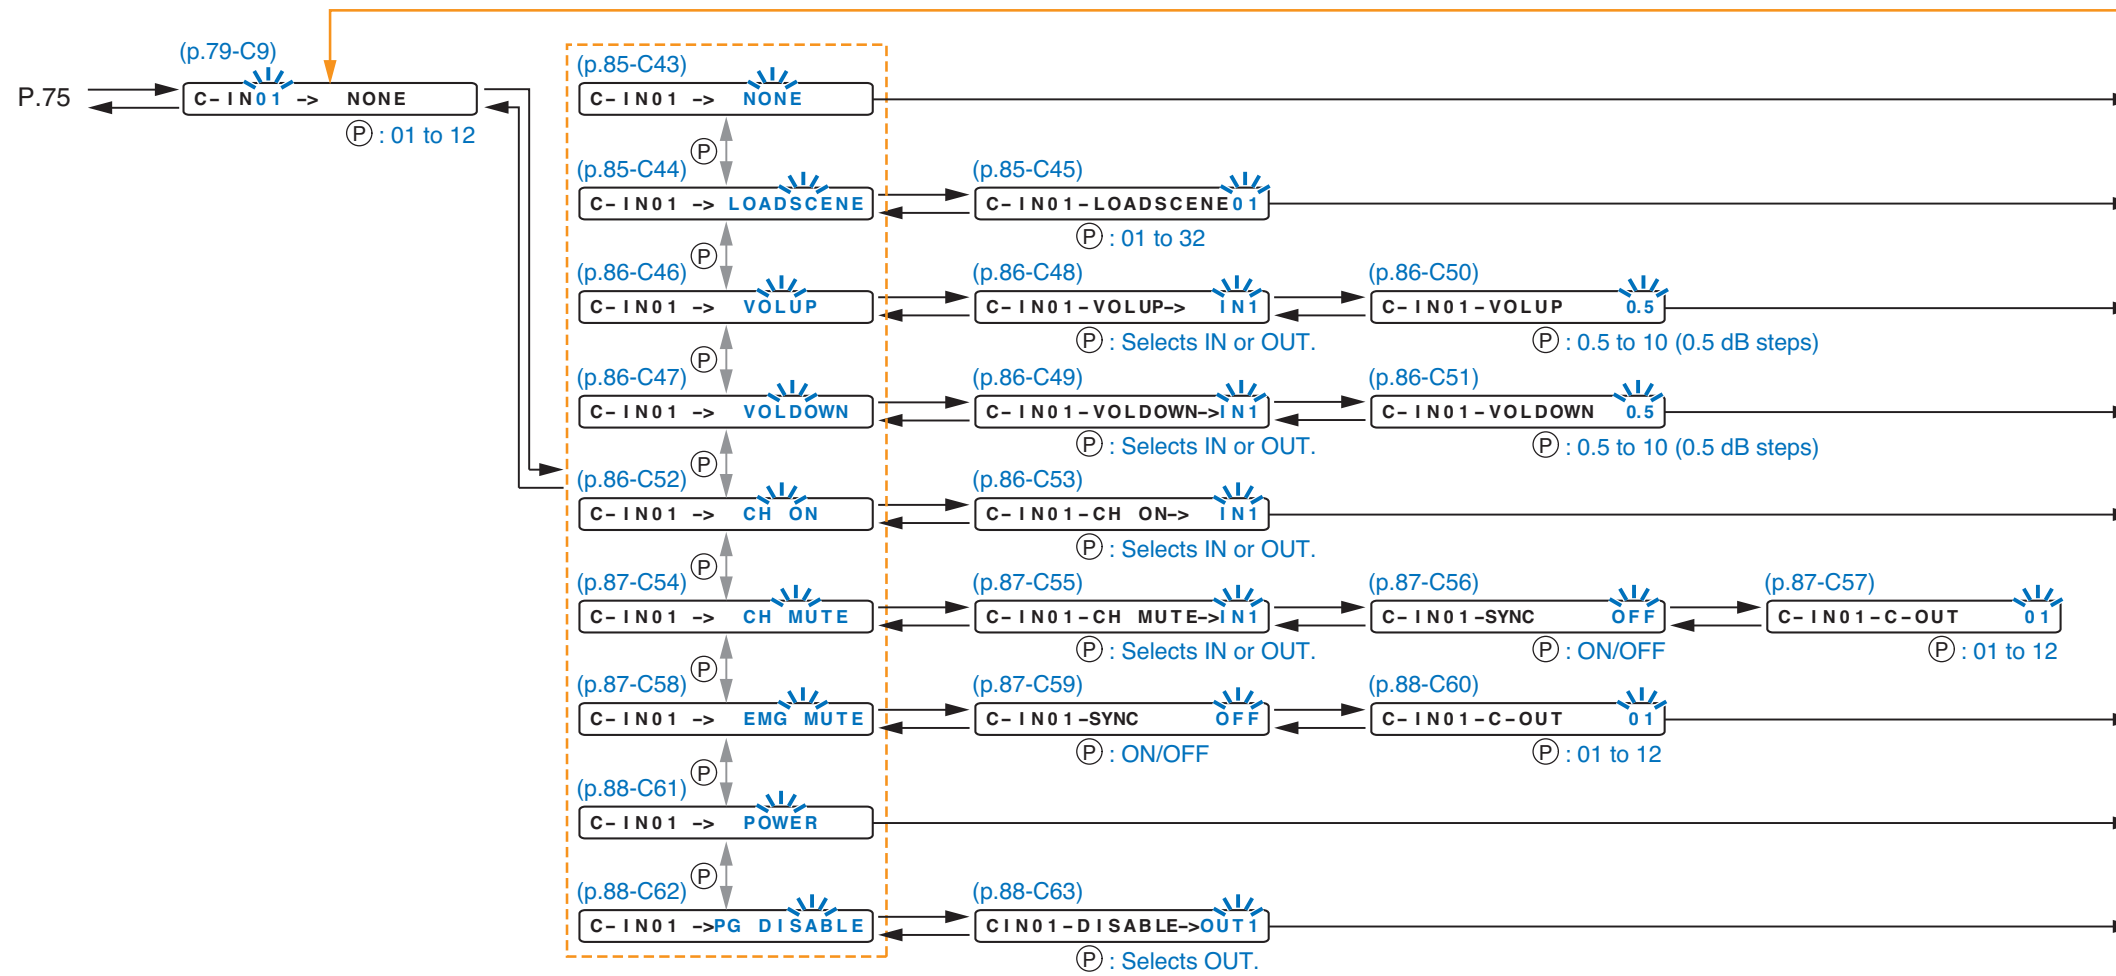 (p.79-C9)
P.75
C-IN01 -> NONE
Ⓟ : 01 to 12
(p.85-C43)
C-IN01 -> NONE
Ⓟ
(p.85-C44)
C-IN01 -> LOADSCENE
(p.85-C45)
C-IN01-LOADSCENE01
Ⓟ : 01 to 32
Ⓟ
(p.86-C46)
C-IN01 -> VOLUP
(p.86-C48)
C-IN01-VOLUP-> IN1
Ⓟ : Selects IN or OUT.
(p.86-C50)
C-IN01-VOLUP 0.5
Ⓟ : 0.5 to 10 (0.5 dB steps)
Ⓟ
(p.86-C47)
C-IN01 -> VOLDOWN
(p.86-C49)
C-IN01-VOLDOWN->IN1
Ⓟ : Selects IN or OUT.
(p.86-C51)
C-IN01-VOLDOWN 0.5
Ⓟ : 0.5 to 10 (0.5 dB steps)
Ⓟ
(p.86-C52)
C-IN01 -> CH ON
(p.86-C53)
C-IN01-CH ON-> IN1
Ⓟ : Selects IN or OUT.
Ⓟ
(p.87-C54)
C-IN01 -> CH MUTE
(p.87-C55)
C-IN01-CH MUTE->IN1
Ⓟ : Selects IN or OUT.
(p.87-C56)
C-IN01-SYNC OFF
Ⓟ : ON/OFF
(p.87-C57)
C-IN01-C-OUT 01
Ⓟ : 01 to 12
Ⓟ
(p.87-C58)
C-IN01 -> EMG MUTE
(p.87-C59)
C-IN01-SYNC OFF
Ⓟ : ON/OFF
(p.88-C60)
C-IN01-C-OUT 01
Ⓟ : 01 to 12
Ⓟ
(p.88-C61)
C-IN01 -> POWER
Ⓟ
(p.88-C62)
C-IN01 ->PG DISABLE
(p.88-C63)
CIN01-DISABLE->OUT1
Ⓟ : Selects OUT.